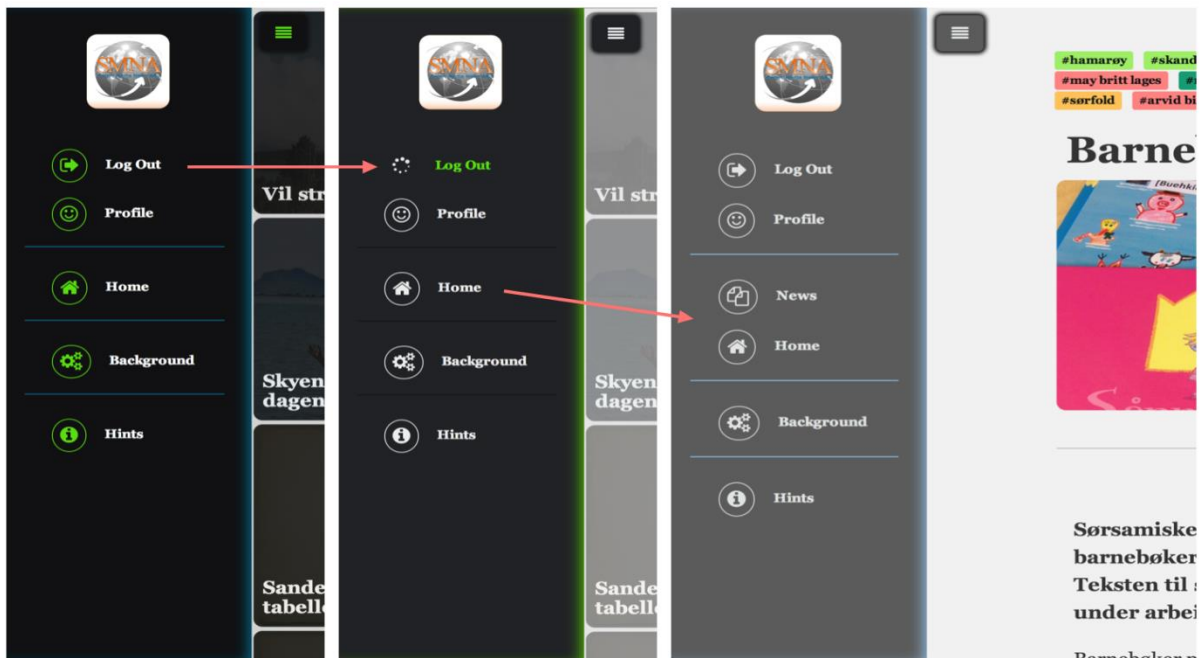 SMNA
Log Out
Profile
Home
Background
Hints
Vil str
Skyen
dagen
Sande
tabell
SMNA
Log Out
Profile
Home
Background
Hints
Vil str
Skyen
dagen
Sande
tabell
SMNA
Log Out
Profile
News
Home
Background
Hints
#hamarøy #skand
#may britt lages
#sørfold #arvid bi
Barne
[Buehki
Sørsamiske
barnebøker
Teksten til
under arbei